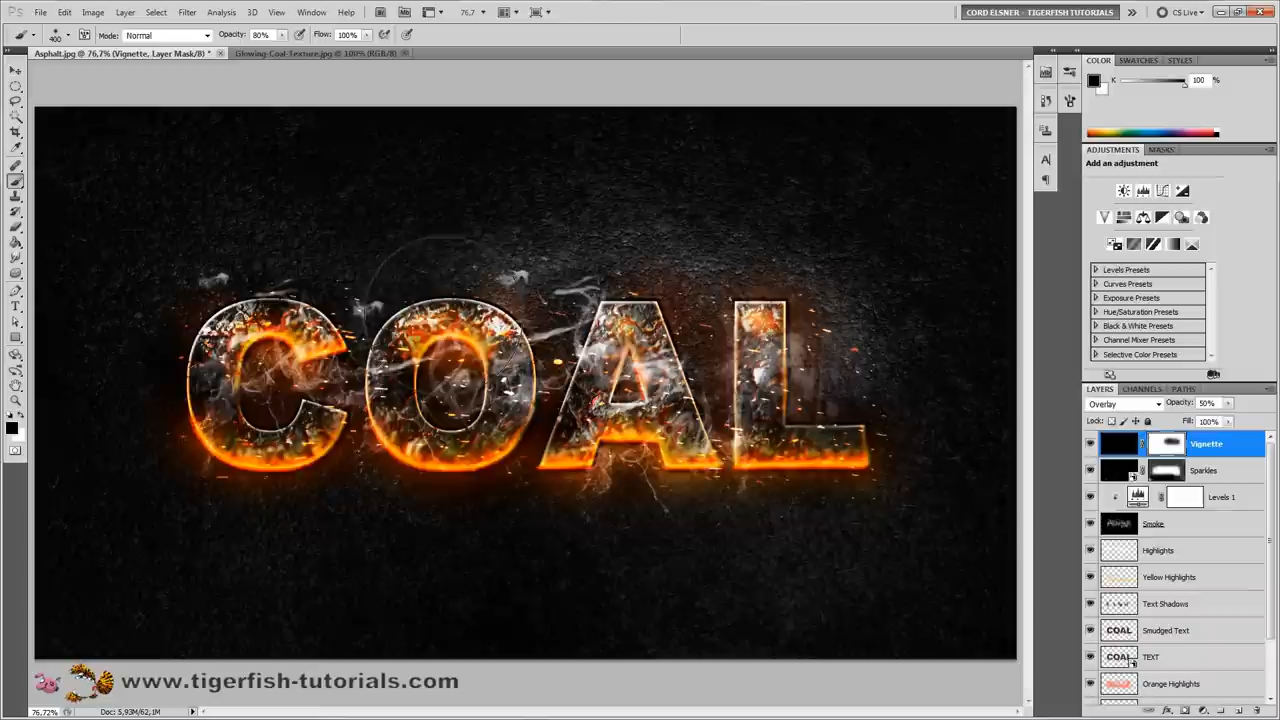 Ps File Edit Image Layer Select Filter Analysis 3D View Window Help Br Mb 76.7 CORD ELSNER - TIGERFISH TUTORIALS CS Live
400 Mode: Normal Opacity: 80% Flow: 100%
Asphalt.jpg @ 76,7% (Vignette, Layer Mask/8) * Glowing-Coal-Texture.jpg @ 100% (RGB/8)
COLOR SWATCHES STYLES
K 100 %
ADJUSTMENTS MASKS
Add an adjustment
Levels Presets
Curves Presets
Exposure Presets
Hue/Saturation Presets
Black & White Presets
Channel Mixer Presets
Selective Color Presets
COAL
LAYERS CHANNELS PATHS
Overlay Opacity: 50%
Lock: Fill: 100%
Vignette
Sparkles
Levels 1
Smoke
Highlights
Yellow Highlights
Text Shadows
COAL Smudged Text
COAL TEXT
Orange Highlights
www.tigerfish-tutorials.com
76,72% Doc: 5,93M/62,1M